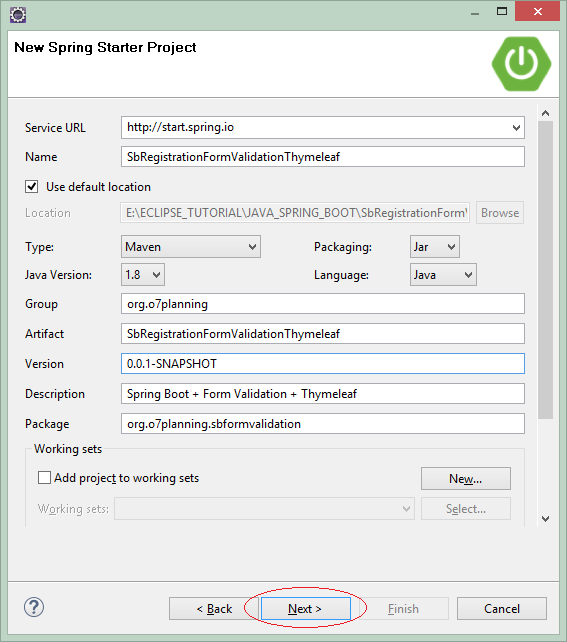 New Spring Starter Project
Service URL http://start.spring.io
Name SbRegistrationFormValidationThymeleaf
Use default location
Location E:\ECLIPSE_TUTORIAL\JAVA_SPRING_BOOT\SbRegistrationForm Browse
Type: Maven Packaging: Jar
Java Version: 1.8 Language: Java
Group org.o7planning
Artifact SbRegistrationFormValidationThymeleaf
Version 0.0.1-SNAPSHOT
Description Spring Boot + Form Validation + Thymeleaf
Package org.o7planning.sbformvalidation
Working sets
Add project to working sets New...
Working sets: Select...
? < Back Next > Finish Cancel